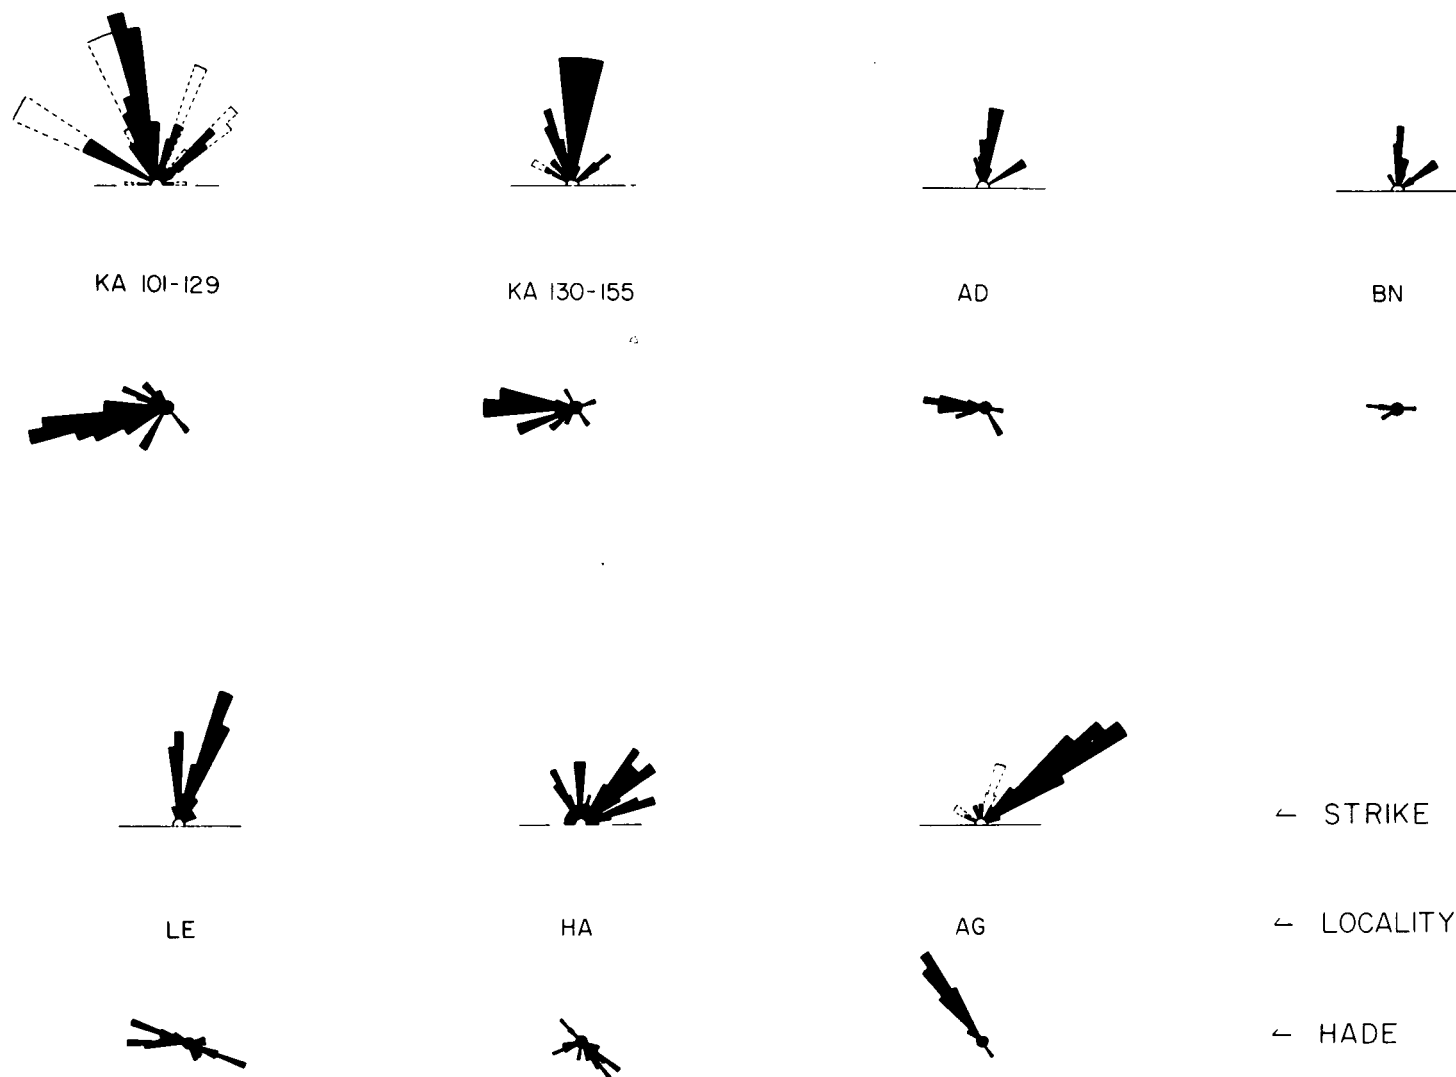 KA 101-129
KA 130-155
AD
BN
STRIKE
LE
HA
AG
LOCALITY
HADE